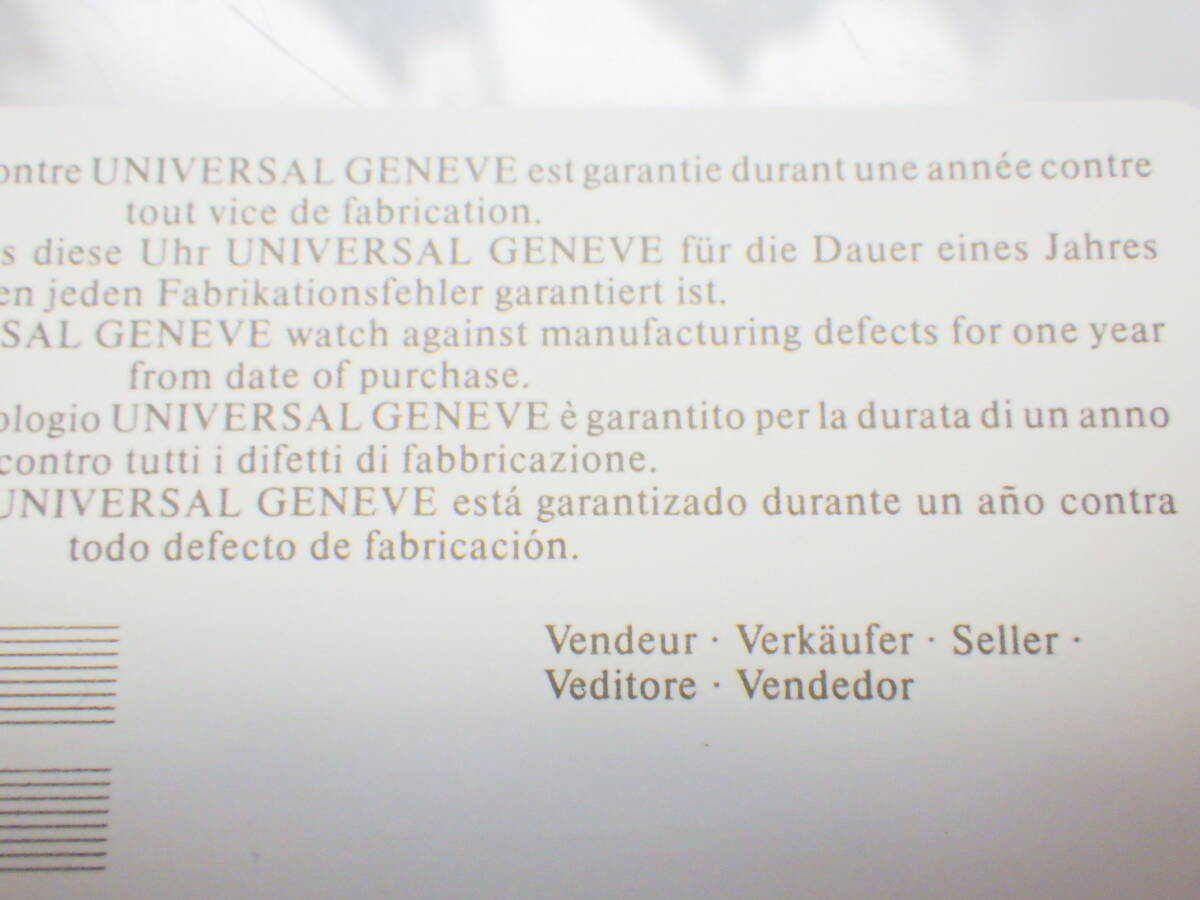 ontre UNIVERSAL GENEVE est garantie durant une année contre
tout vice de fabrication.
s diese Uhr UNIVERSAL GENEVE für die Dauer eines Jahres
en jeden Fabrikationsfehler garantiert ist.
SAL GENEVE watch against manufacturing defects for one year
from date of purchase.
ologio UNIVERSAL GENEVE è garantito per la durata di un anno
contro tutti i difetti di fabbricazione.
UNIVERSAL GENEVE está garantizado durante un año contra
todo defecto de fabricación.
Vendeur · Verkäufer · Seller ·
Veditore · Vendedor